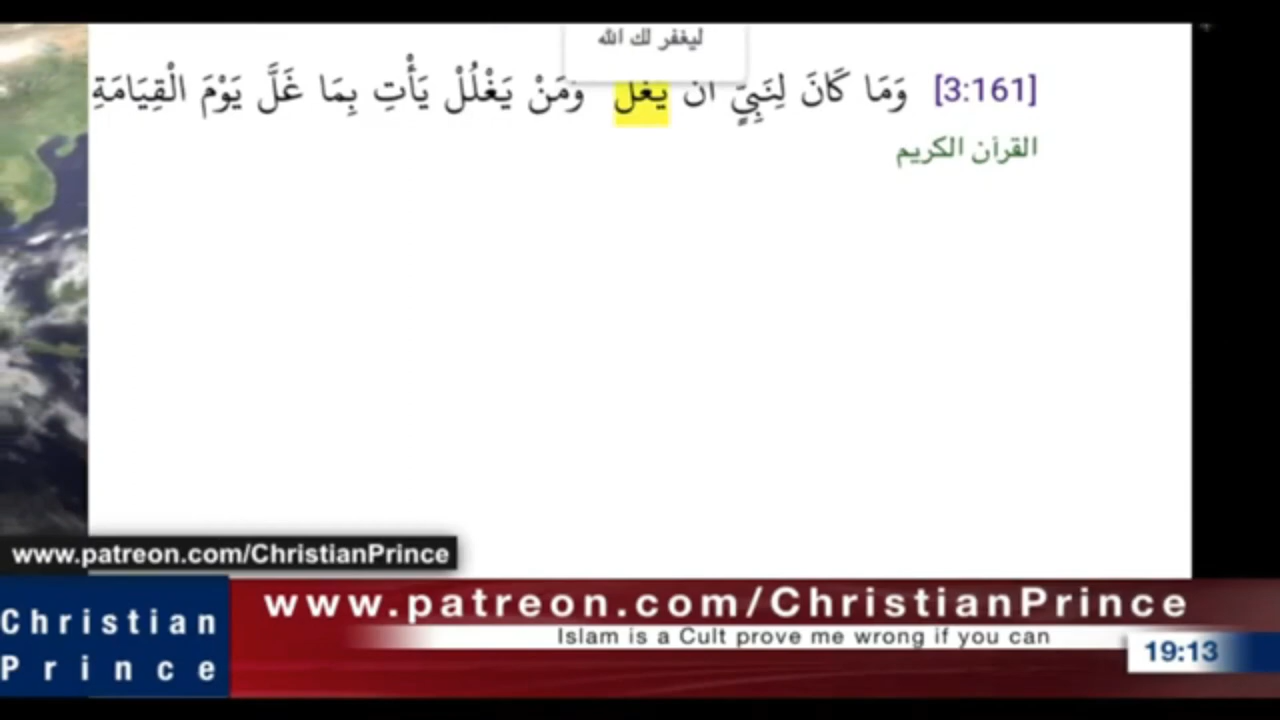 ليغفر لك الله
[3:161] وَمَا كَانَ لِنَبِيٍّ أن يغل وَمَنْ يَغْلُلْ يَأْتِ بِمَا غَلَّ يَوْمَ الْقِيَامَةِ
القرآن الكريم
www.patreon.com/ChristianPrince
www.patreon.com/ChristianPrince
Christian
Prince
Islam is a Cult prove me wrong if you can
19:13